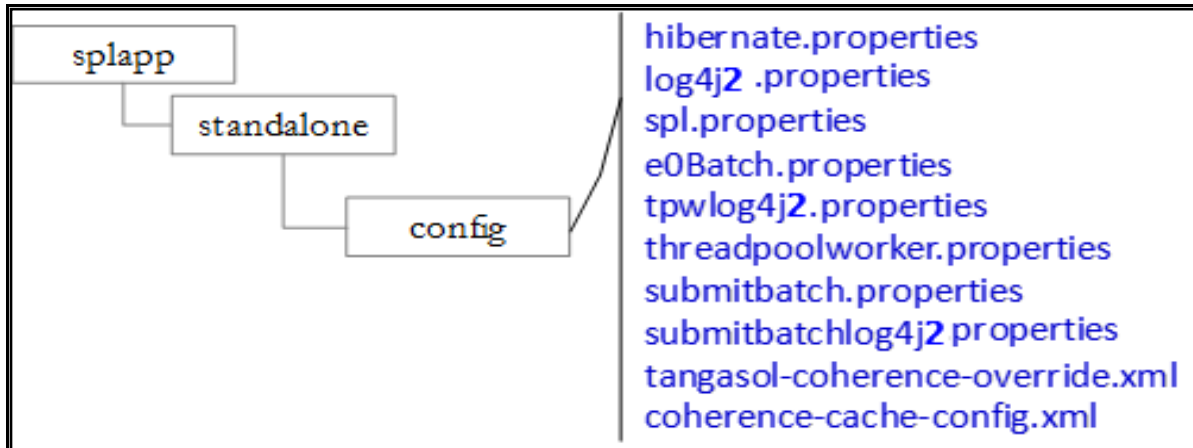 splapp
standalone
config
hibernate.properties
log4j2 .properties
spl.properties
e0Batch.properties
tpwlog4j2.properties
threadpoolworker.properties
submitbatch.properties
submitbatchlog4j2.properties
tangasol-coherence-override.xml
coherence-cache-config.xml